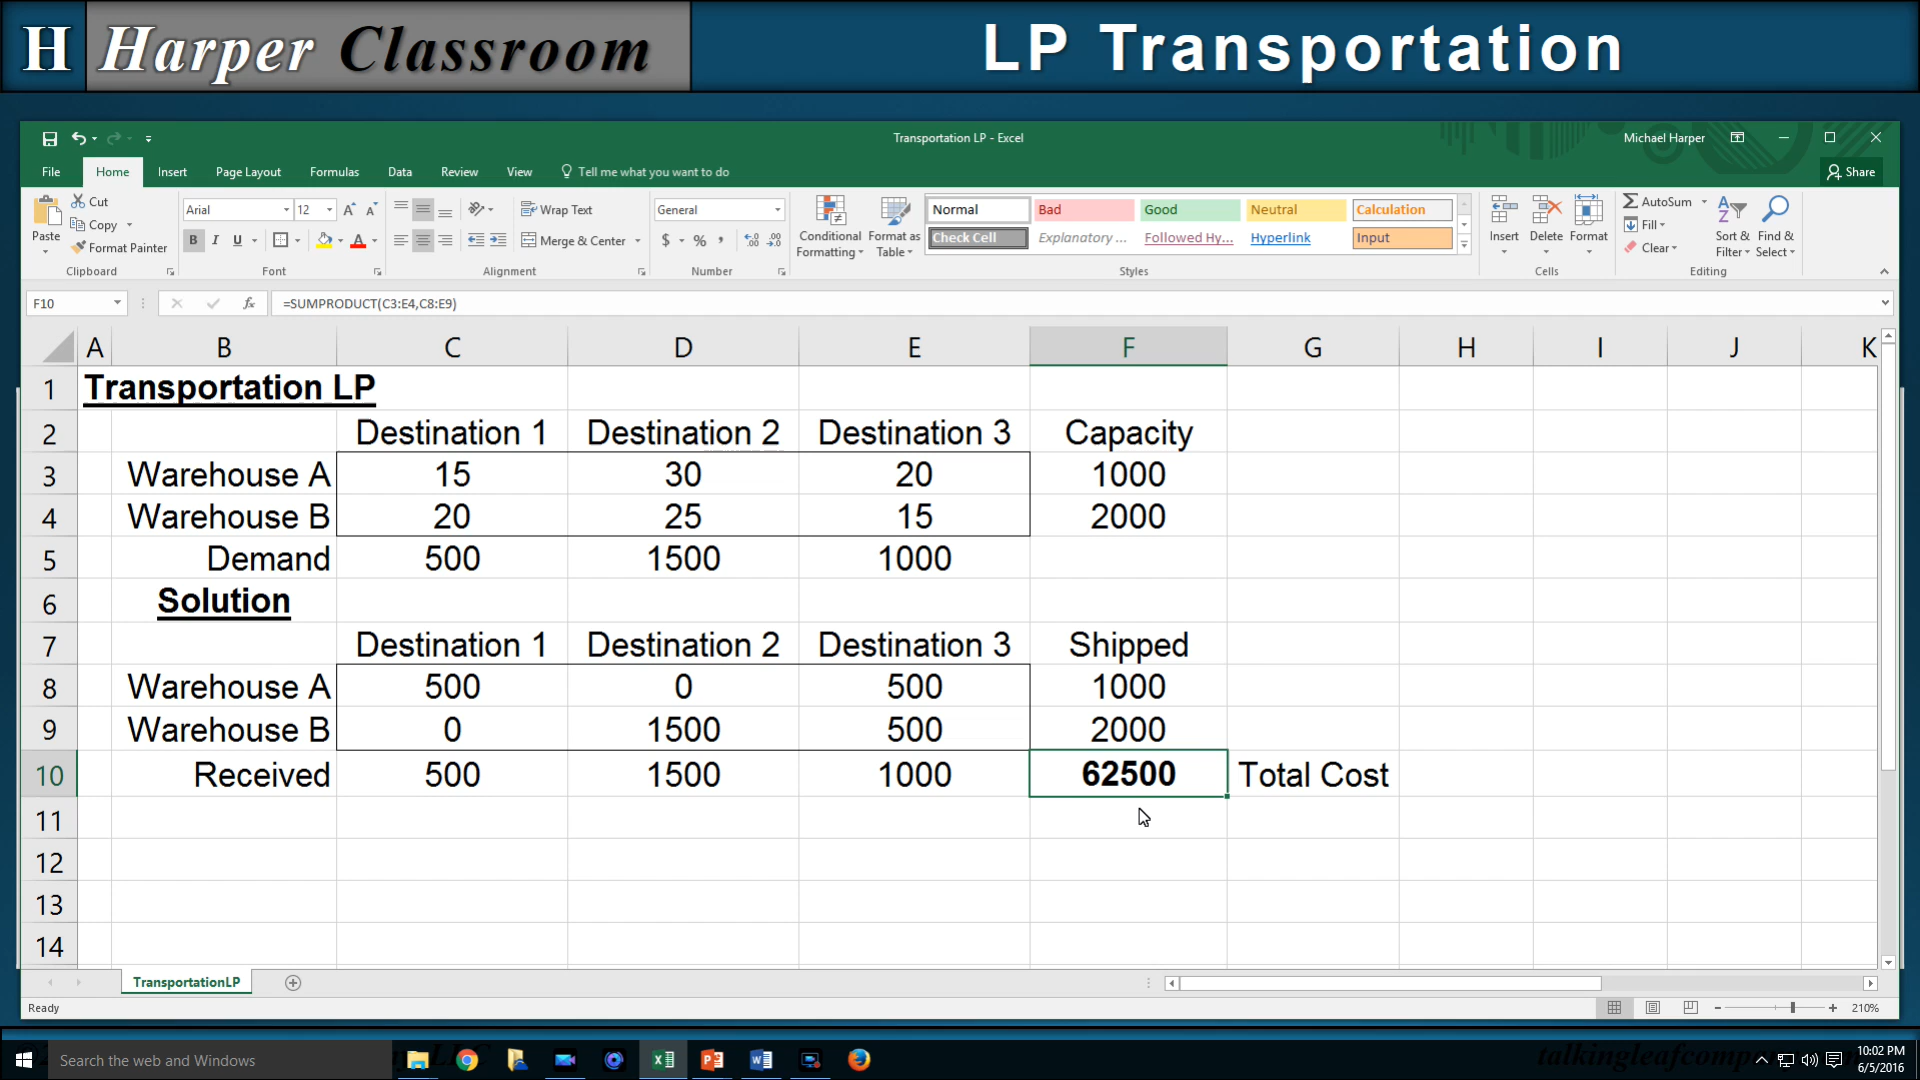 H Harper Classroom
LP Transportation
Transportation LP - Excel
Michael Harper
File Home Insert Page Layout Formulas Data Review View Tell me what you want to do
Share
Paste
Cut
Copy
Format Painter
Clipboard
Arial 12
B I U
Font
Wrap Text
Merge & Center
Alignment
General
$ % ,
Number
Conditional Formatting
Format as Table
Normal Bad Good Neutral Calculation
Check Cell Explanatory ... Followed Hy... Hyperlink Input
Styles
Insert Delete Format
Cells
AutoSum
Fill
Clear
Sort & Filter
Find & Select
Editing
F10 fx =SUMPRODUCT(C3:E4,C8:E9)
A B C D E F G H I J K
1 Transportation LP
2 Destination 1 Destination 2 Destination 3 Capacity
3 Warehouse A 15 30 20 1000
4 Warehouse B 20 25 15 2000
5 Demand 500 1500 1000
6 Solution
7 Destination 1 Destination 2 Destination 3 Shipped
8 Warehouse A 500 0 500 1000
9 Warehouse B 0 1500 500 2000
10 Received 500 1500 1000 62500 Total Cost
11
12
13
14
TransportationLP
Ready
210%
Search the web and Windows
10:02 PM
6/5/2016